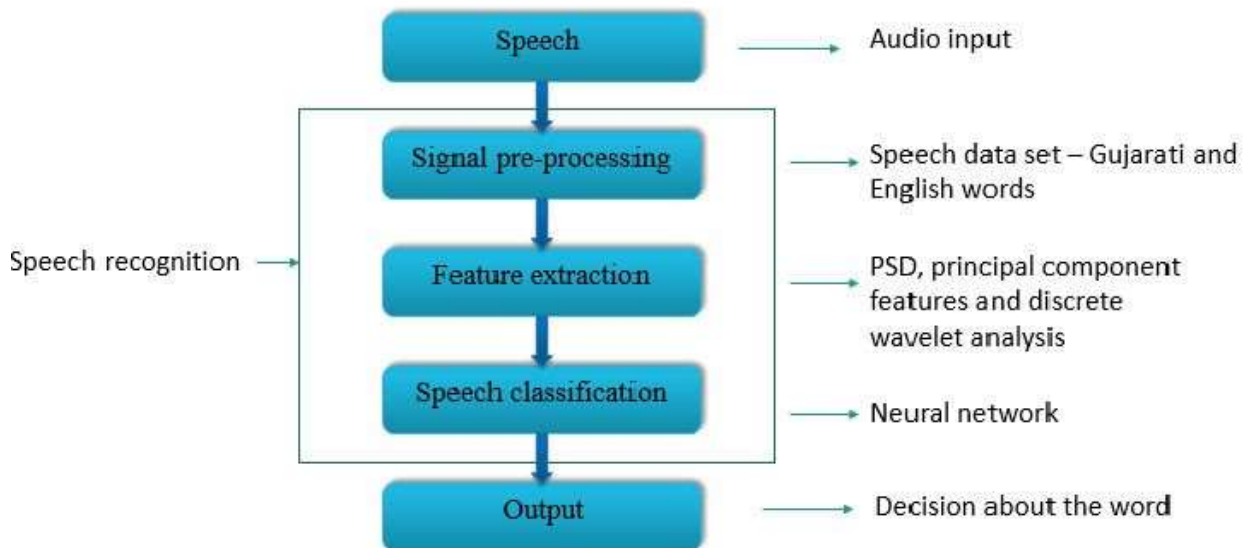 Speech
Audio input
Signal pre-processing
Speech data set – Gujarati and
English words
Speech recognition
Feature extraction
PSD, principal component
features and discrete
wavelet analysis
Speech classification
Neural network
Output
Decision about the word